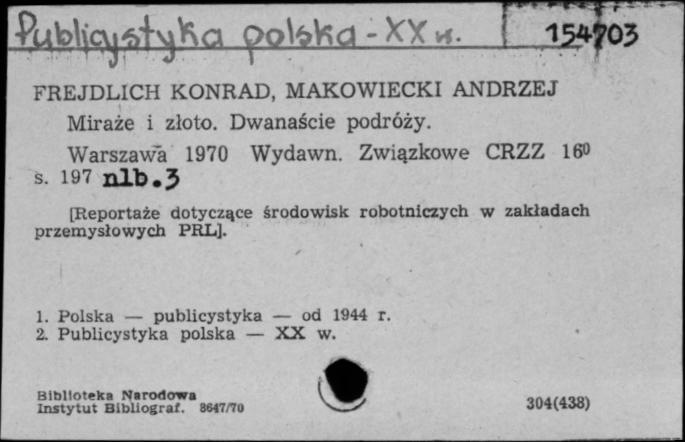 Publicystyka polska - XX w.
154703
FREJDLICH KONRAD, MAKOWIECKI ANDRZEJ
Miraże i złoto. Dwanaście podróży.
Warszawa 1970 Wydawn. Związkowe CRZZ 16⁰
s. 197 nlb. 3
[Reportaże dotyczące środowisk robotniczych w zakładach
przemysłowych PRL].
1. Polska — publicystyka — od 1944 r.
2. Publicystyka polska — XX w.
Biblioteka Narodowa
Instytut Bibliograf. 8647/70
304(438)